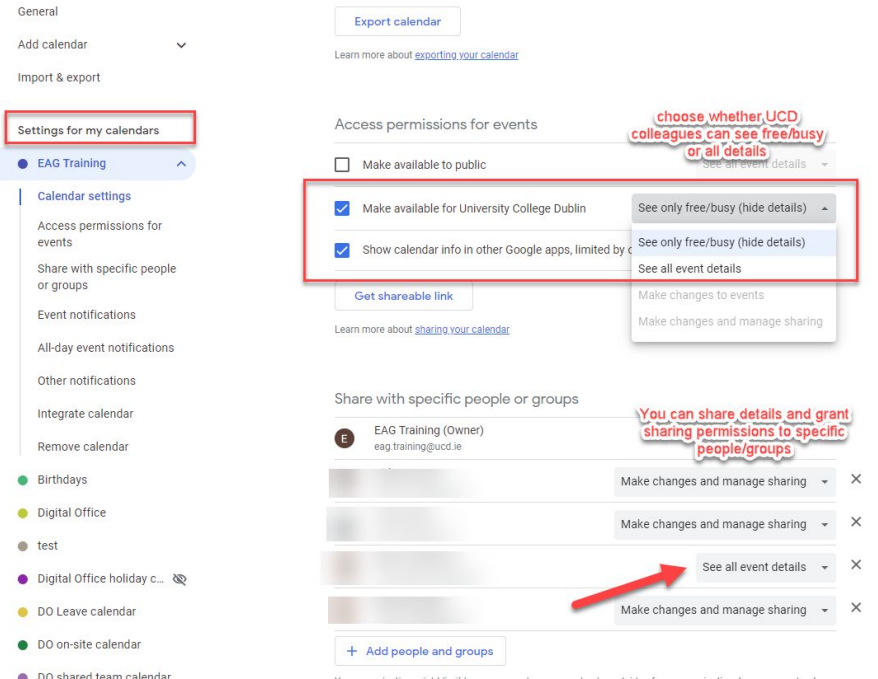 General
Add calendar
Import & export
Settings for my calendars
EAG Training
Calendar settings
Access permissions for
events
Share with specific people
or groups
Event notifications
All-day event notifications
Other notifications
Integrate calendar
Remove calendar
Birthdays
Digital Office
test
Digital Office holiday c...
DO Leave calendar
DO on-site calendar
DO shared team calendar
Export calendar
Learn more about exporting your calendar
Access permissions for events
choose whether UCD
colleagues can see free/busy
or all details
Make available to public
See all event details
Make available for University College Dublin
See only free/busy (hide details)
Show calendar info in other Google apps, limited by
See only free/busy (hide details)
See all event details
Make changes to events
Make changes and manage sharing
Get shareable link
Learn more about sharing your calendar
Share with specific people or groups
You can share details and grant
sharing permissions to specific
people/groups
E
EAG Training (Owner)
eag.training@ucd.ie
Make changes and manage sharing
Make changes and manage sharing
See all event details
Make changes and manage sharing
+ Add people and groups